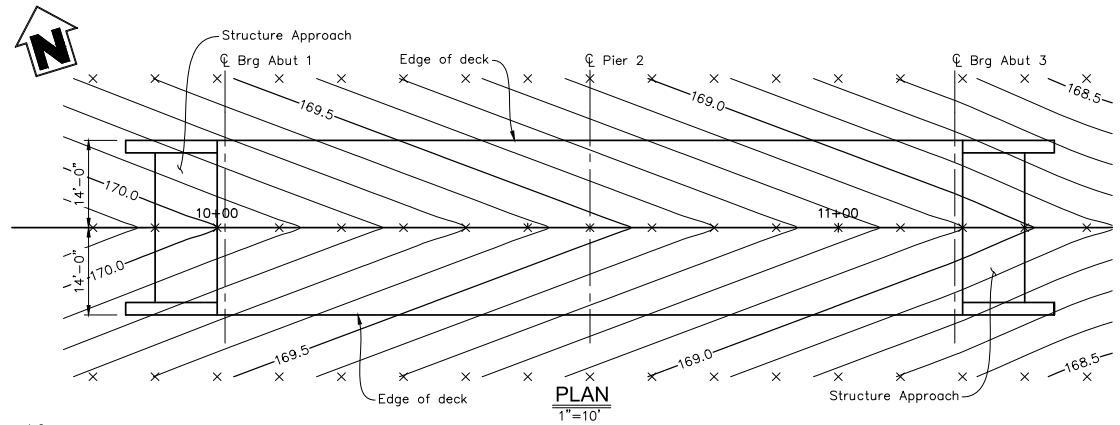 N
Structure Approach
℄ Brg Abut 1
Edge of deck
℄ Pier 2
℄ Brg Abut 3
169.5
169.0
168.5
14'-0"
170.0
10+00
11+00
14'-0"
170.0
169.5
169.0
168.5
Edge of deck
PLAN
1"=10'
Structure Approach